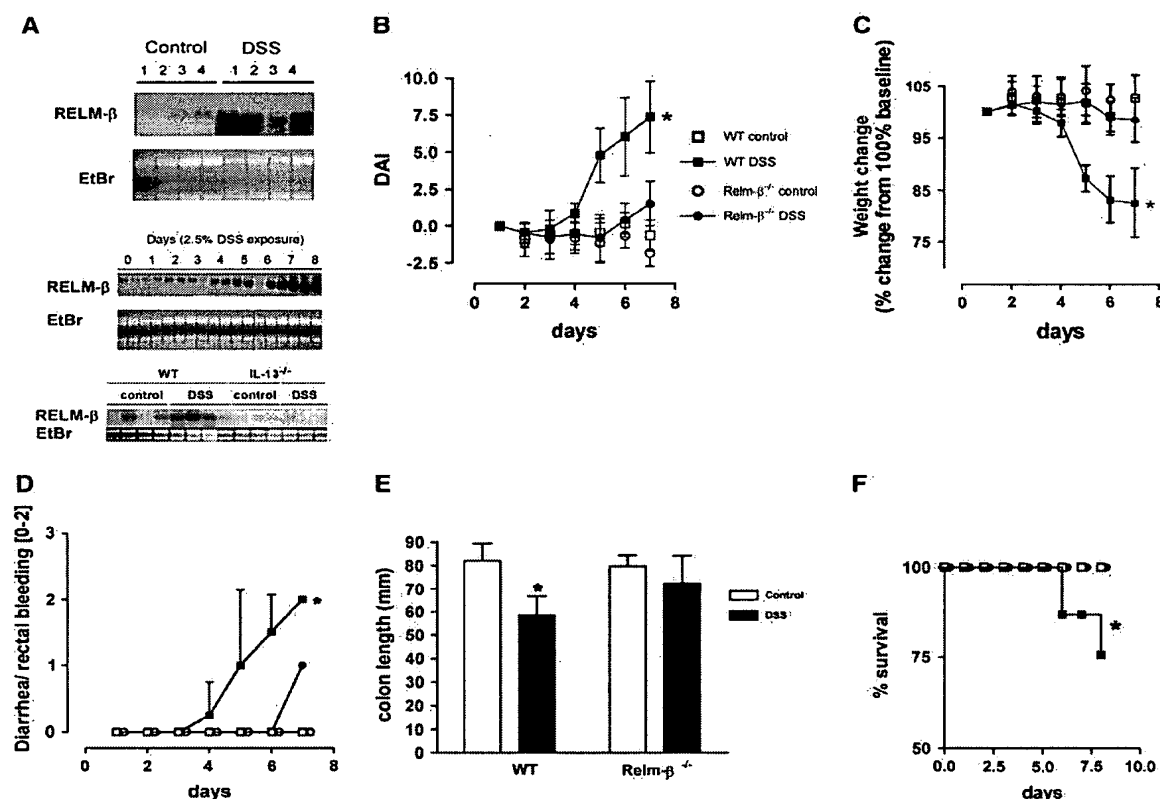 A
Control DSS
1 2 3 4 1 2 3 4
RELM-β
EtBr
Days (2.5% DSS exposure)
0 1 2 3 4 5 6 7 8
RELM-β
EtBr
WT IL-13-/-
control DSS control DSS
RELM-β
EtBr
B
10.0
7.5
5.0
2.5
0.0
-2.5
DAI
0 2 4 6 8
days
*
WT control
WT DSS
Relm-β-/- control
Relm-β-/- DSS
C
105
95
85
75
Weight change
(% change from 100% baseline)
0 2 4 6 8
days
*
D
3
2
1
0
Diarrhea/ rectal bleeding [0-2]
0 2 4 6 8
days
*
E
90
80
70
60
50
40
30
20
10
0
colon length (mm)
*
WT Relm-β -/-
Control
DSS
F
100
75
50
% survival
0.0 2.5 5.0 7.5 10.0
days
*